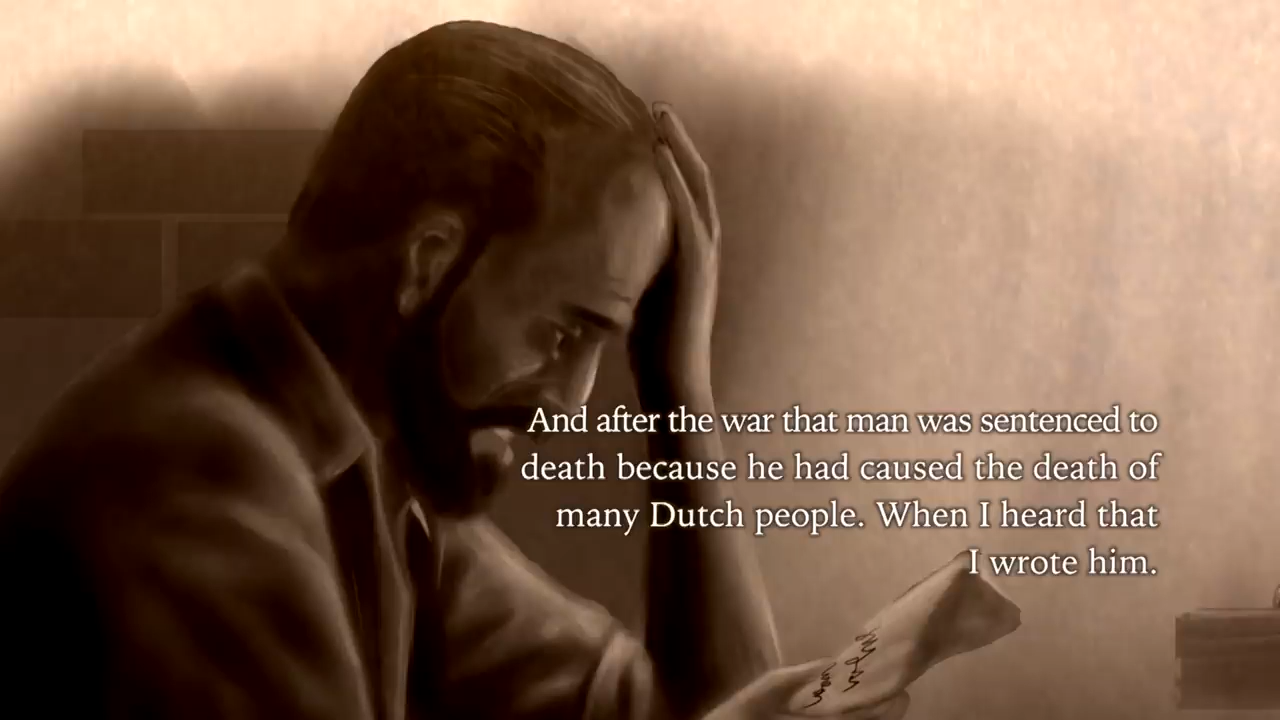 And after the war that man was sentenced to
death because he had caused the death of
many Dutch people. When I heard that
I wrote him.